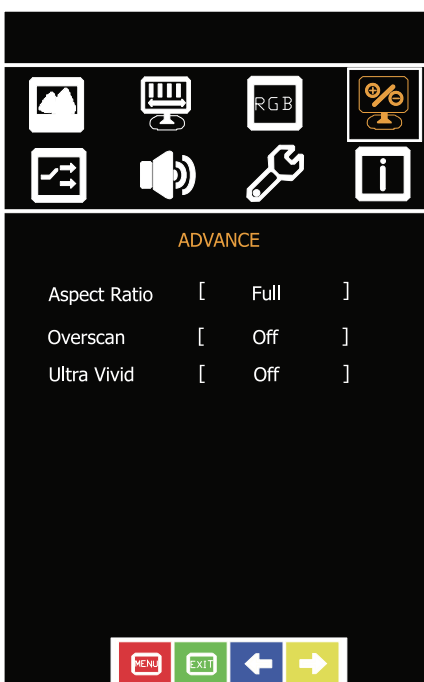 RGB
ADVANCE
Aspect Ratio [ Full ]
Overscan [ Off ]
Ultra Vivid [ Off ]
MENU EXIT